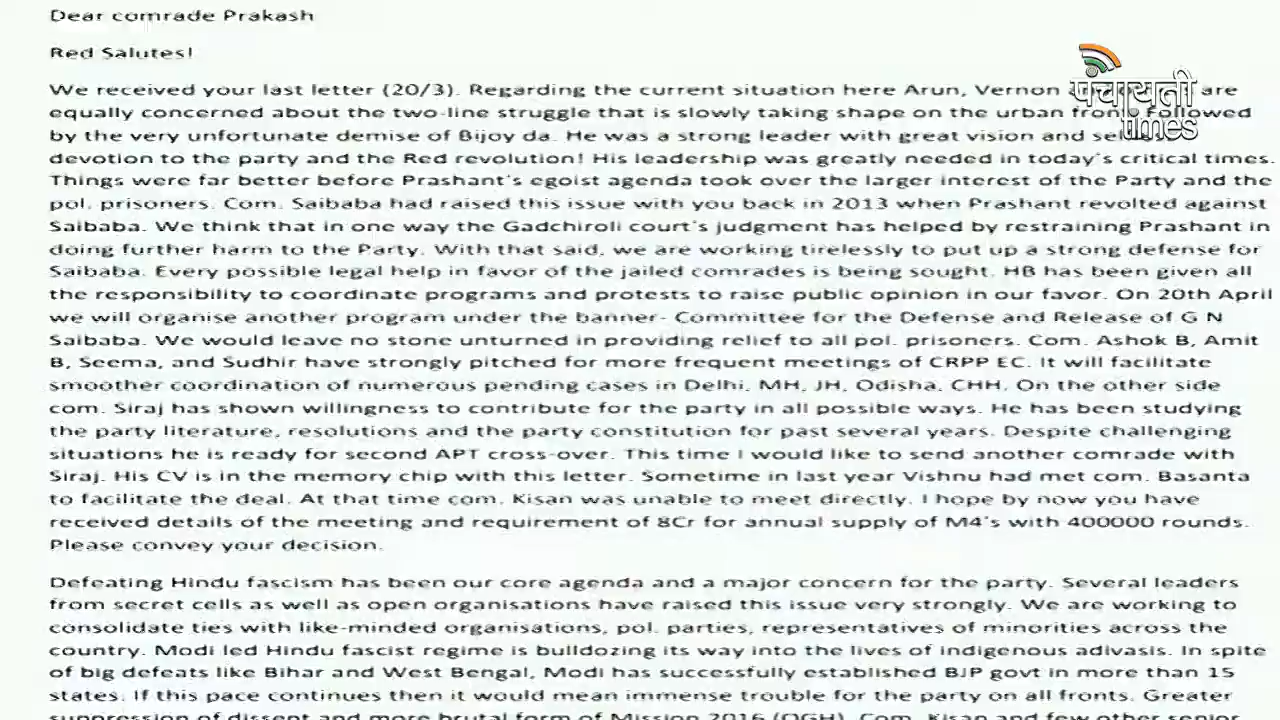 Dear comrade Prakash
Red Salutes!
We received your last letter (20/3). Regarding the current situation here Arun, Vernon are
equally concerned about the two-line struggle that is slowly taking shape on the urban front. Followed
by the very unfortunate demise of Bijoy da. He was a strong leader with great vision and
devotion to the party and the Red revolution! His leadership was greatly needed in today's critical times.
Things were far better before Prashant's egoist agenda took over the larger interest of the Party and the
pol. prisoners. Com. Saibaba had raised this issue with you back in 2013 when Prashant revolted against
Saibaba. We think that in one way the Gadchiroli court's judgment has helped by restraining Prashant in
doing further harm to the Party. With that said, we are working tirelessly to put up a strong defense for
Saibaba. Every possible legal help in favor of the jailed comrades is being sought. HB has been given all
the responsibility to coordinate programs and protests to raise public opinion in our favor. On 20th April
we will organise another program under the banner- Committee for the Defense and Release of G N
Saibaba. We would leave no stone unturned in providing relief to all pol. prisoners. Com. Ashok B, Amit
B, Seema, and Sudhir have strongly pitched for more frequent meetings of CRPP EC. It will facilitate
smoother coordination of numerous pending cases in Delhi, MH, JH, Odisha, CHH. On the other side
com. Siraj has shown willingness to contribute for the party in all possible ways. He has been studying
the party literature, resolutions and the party constitution for past several years. Despite challenging
situations he is ready for second APT cross-over. This time I would like to send another comrade with
Siraj. His CV is in the memory chip with this letter. Sometime in last year Vishnu had met com. Basanta
to facilitate the deal. At that time com. Kisan was unable to meet directly. I hope by now you have
received details of the meeting and requirement of 8Cr for annual supply of M4's with 400000 rounds.
Please convey your decision.
Defeating Hindu fascism has been our core agenda and a major concern for the party. Several leaders
from secret cells as well as open organisations have raised this issue very strongly. We are working to
consolidate ties with like-minded organisations, pol. parties, representatives of minorities across the
country. Modi led Hindu fascist regime is bulldozing its way into the lives of indigenous adivasis. In spite
of big defeats like Bihar and West Bengal, Modi has successfully established BJP govt in more than 15
states. If this pace continues then it would mean immense trouble for the party on all fronts. Greater
suppression of dissent and more brutal form of Mission 2016 (OGH). Com. Kisan and few other senior
पंचायती
times